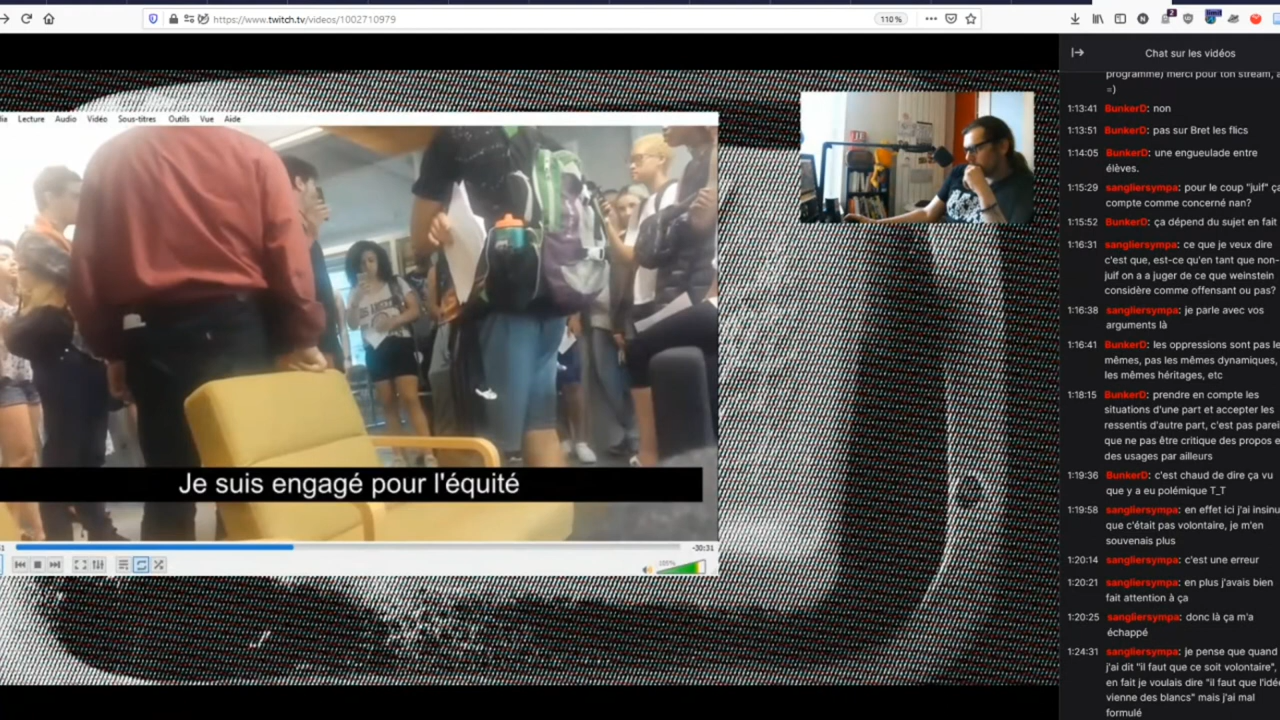 https://www.twitch.tv/videos/1002710979
110 %
2
Chat sur les vidéos
programme) merci pour ton stream, a
=)
1:13:41 BunkerD: non
1:13:51 BunkerD: pas sur Bret les flics
1:14:05 BunkerD: une engueulade entre
élèves.
1:15:29 sangliersympa: pour le coup "juif" ça
compte comme concerné nan?
1:15:52 BunkerD: ça dépend du sujet en fait
1:16:31 sangliersympa: ce que je veux dire
c'est que, est-ce qu'en tant que non-
juif on a a juger de ce que weinstein
considère comme offensant ou pas?
1:16:38 sangliersympa: je parle avec vos
arguments là
1:16:41 BunkerD: les oppressions sont pas le
mêmes, pas les mêmes dynamiques,
les mêmes héritages, etc
1:18:15 BunkerD: prendre en compte les
situations d'une part et accepter les
ressentis d'autre part, c'est pas parei
que ne pas être critique des propos e
des usages par ailleurs
1:19:36 BunkerD: c'est chaud de dire ça vu
que y a eu polémique T_T
1:19:58 sangliersympa: en effet ici j'ai insinu
que c'était pas volontaire, je m'en
souvenais plus
1:20:14 sangliersympa: c'est une erreur
1:20:21 sangliersympa: en plus j'avais bien
fait attention à ça
1:20:25 sangliersympa: donc là ça m'a
échappé
1:24:31 sangliersympa: je pense que quand
j'ai dit "il faut que ce soit volontaire",
en fait je voulais dire "il faut que l'idé
vienne des blancs" mais j'ai mal
formulé
dia Lecture Audio Vidéo Sous-titres Outils Vue Aide
Je suis engagé pour l'équité
-30:31
100%